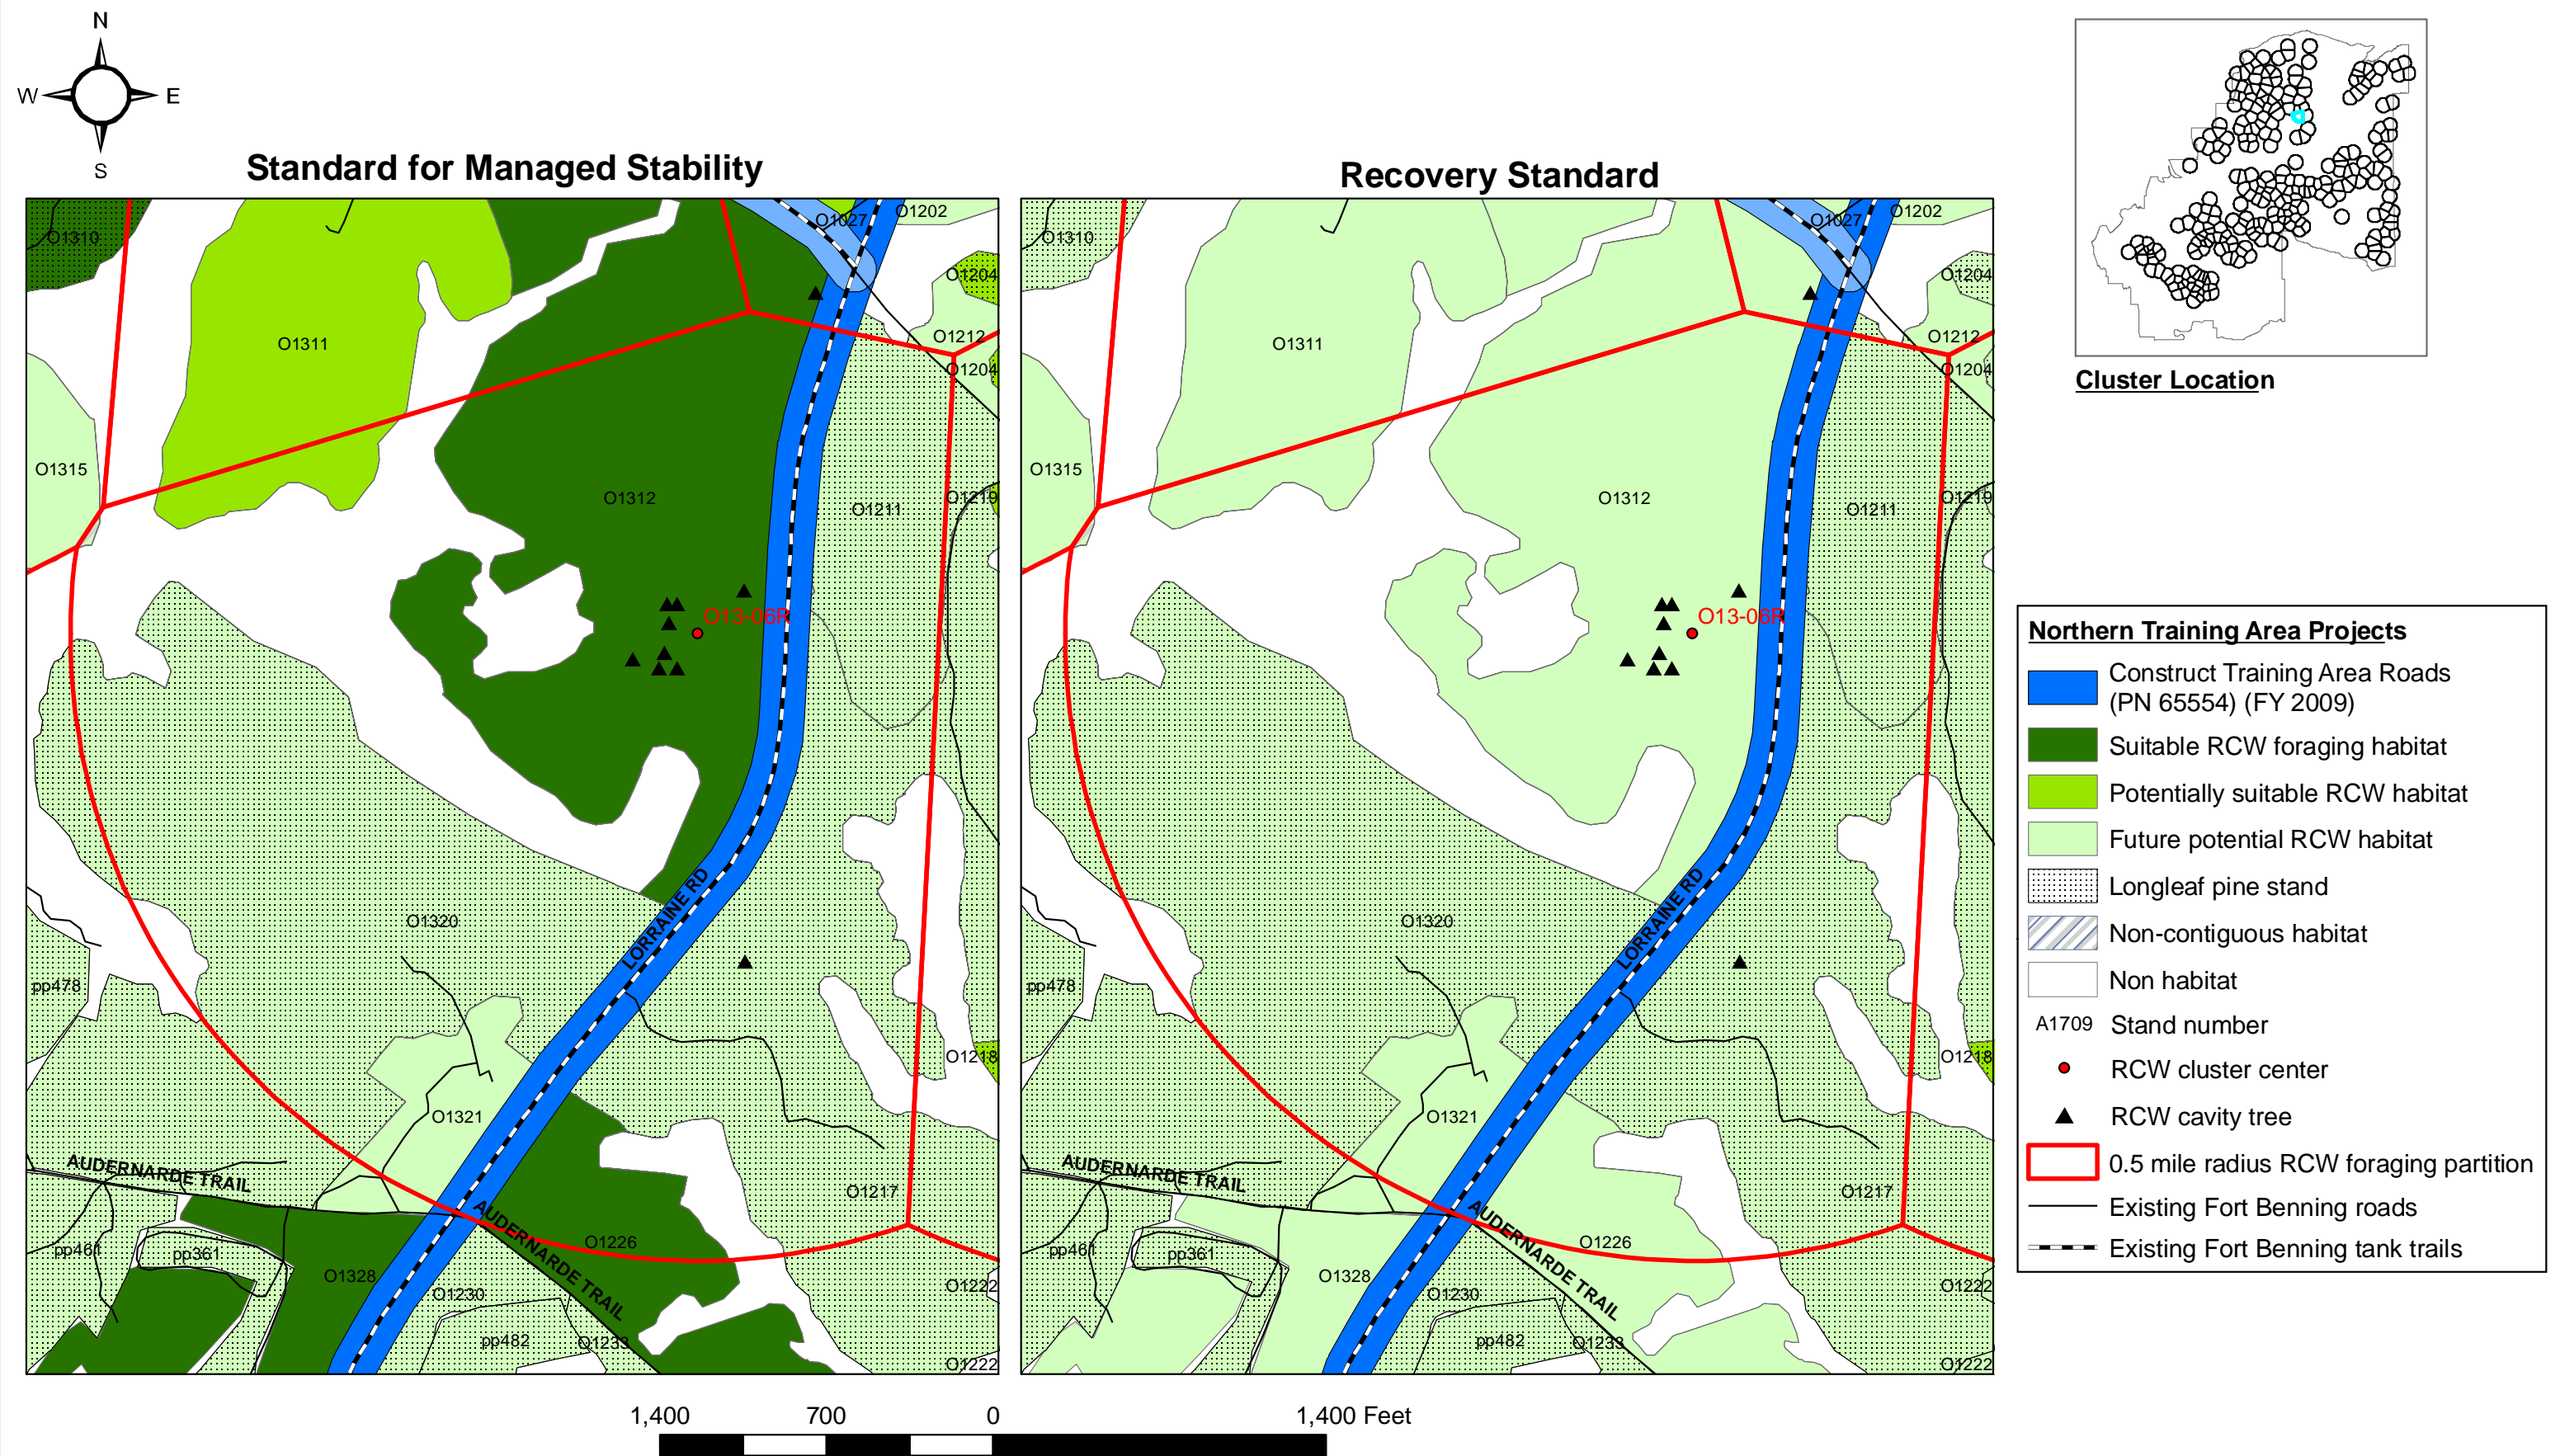 N
W E
S
Standard for Managed Stability
Recovery Standard
O1310
O1027
O1202
O1204
O1311
O1212
O1204
O1315
O1312
O1219
O1211
O13-06R
LORRAINE RD
O1320
pp478
O1218
O1321
AUDERNARDE TRAIL
O1217
AUDERNARDE TRAIL
pp461
pp361
O1226
O1328
O1230
O1222
pp482
O1233
O1222
O1310
O1027
O1202
O1204
O1311
O1212
O1204
O1315
O1312
O1219
O1211
O13-06R
LORRAINE RD
O1320
pp478
O1218
O1321
AUDERNARDE TRAIL
O1217
AUDERNARDE TRAIL
pp461
pp361
O1226
O1328
O1230
O1222
pp482
O1233
O1222
1,400 700 0 1,400 Feet
Cluster Location
Northern Training Area Projects
Construct Training Area Roads
(PN 65554) (FY 2009)
Suitable RCW foraging habitat
Potentially suitable RCW habitat
Future potential RCW habitat
Longleaf pine stand
Non-contiguous habitat
Non habitat
A1709 Stand number
RCW cluster center
RCW cavity tree
0.5 mile radius RCW foraging partition
Existing Fort Benning roads
Existing Fort Benning tank trails